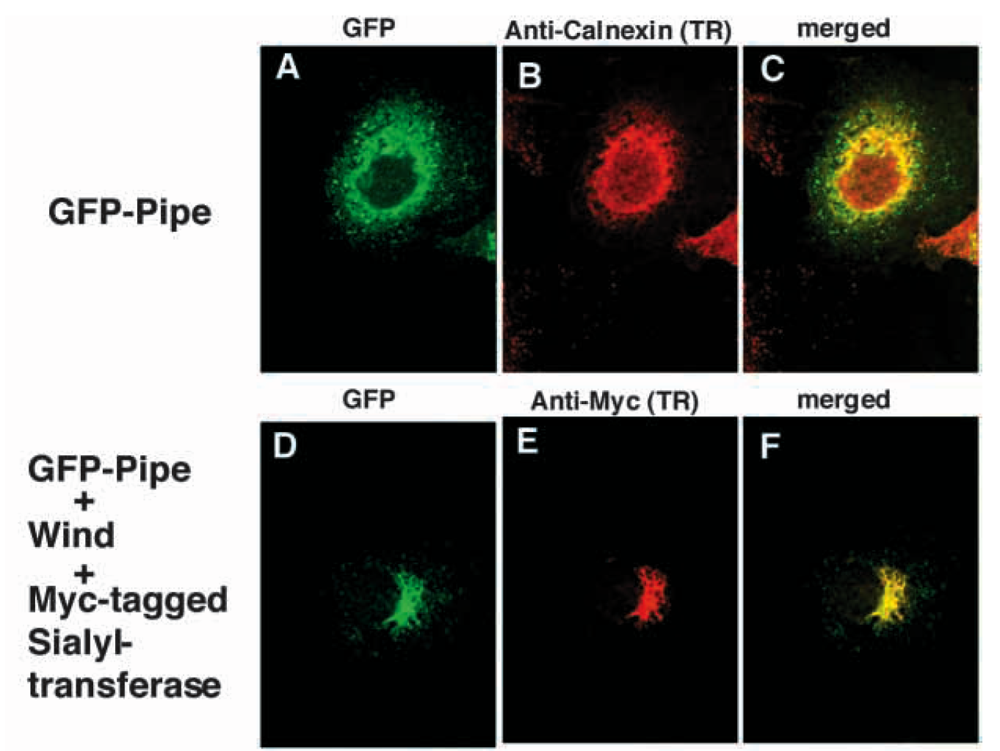 GFP
Anti-Calnexin (TR)
merged
A
B
C
GFP-Pipe
GFP
Anti-Myc (TR)
merged
D
E
F
GFP-Pipe
+
Wind
+
Myc-tagged
Sialyl-
transferase